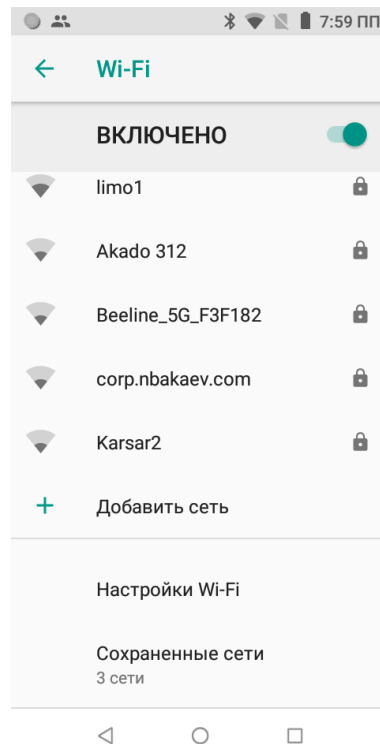 7:59 ПП
Wi-Fi
ВКЛЮЧЕНО
limo1
Akado 312
Beeline_5G_F3F182
corp.nbakaev.com
Karsar2
Добавить сеть
Настройки Wi-Fi
Сохраненные сети
3 сети